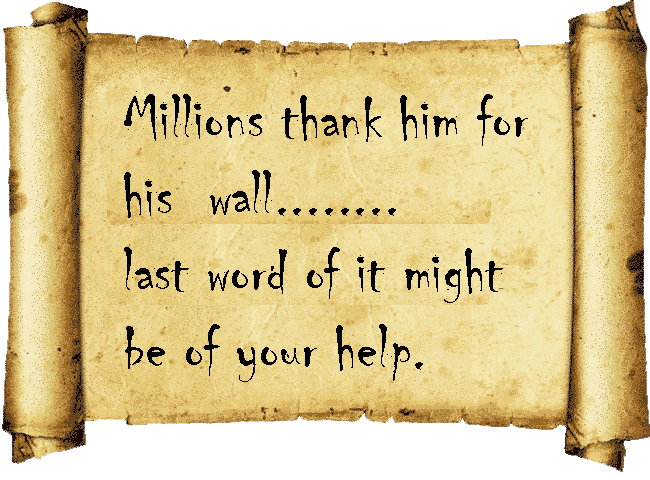 Millions thank him for
his wall........
last word of it might
be of your help.